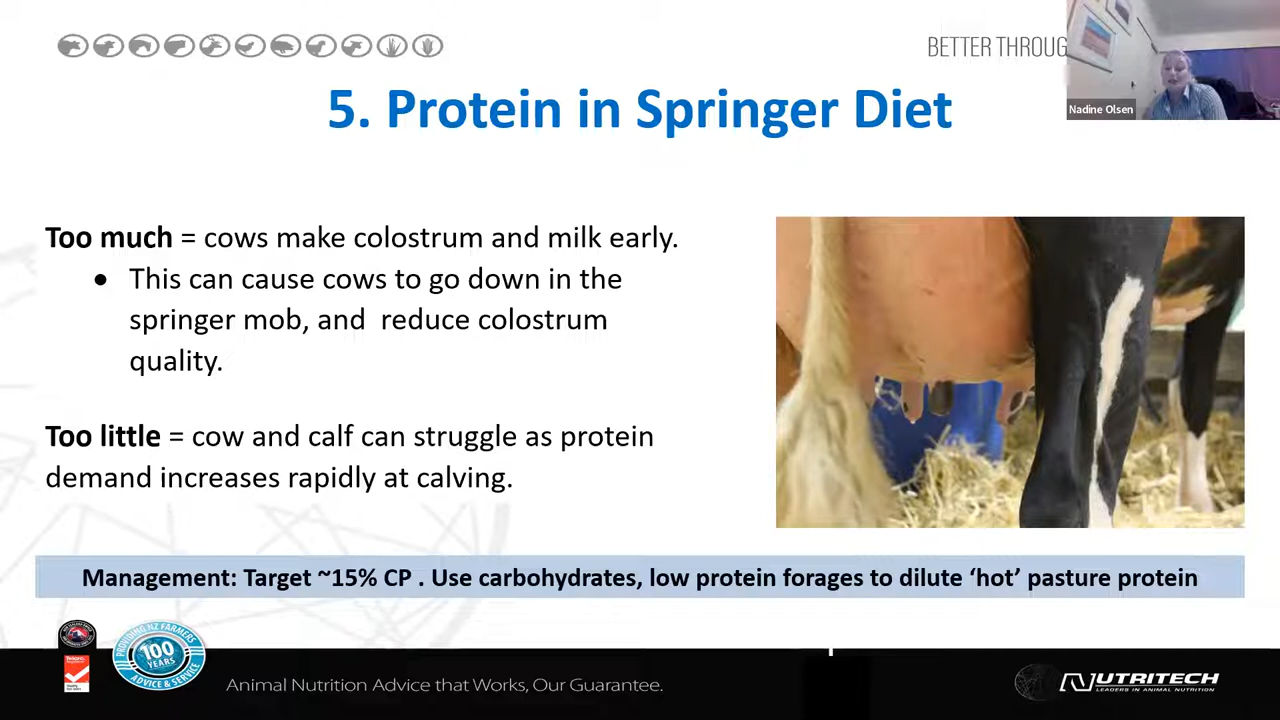 BETTER THROUG
Nadine Olsen
5. Protein in Springer Diet
Too much = cows make colostrum and milk early.
● This can cause cows to go down in the
springer mob, and reduce colostrum
quality.
Too little = cow and calf can struggle as protein
demand increases rapidly at calving.
Management: Target ~15% CP . Use carbohydrates, low protein forages to dilute ‘hot’ pasture protein
PROVIDING NZ FARMERS
100
YEARS
ADVICE & SERVICE
Animal Nutrition Advice that Works, Our Guarantee.
NUTRITECH
LEADERS IN ANIMAL NUTRITION